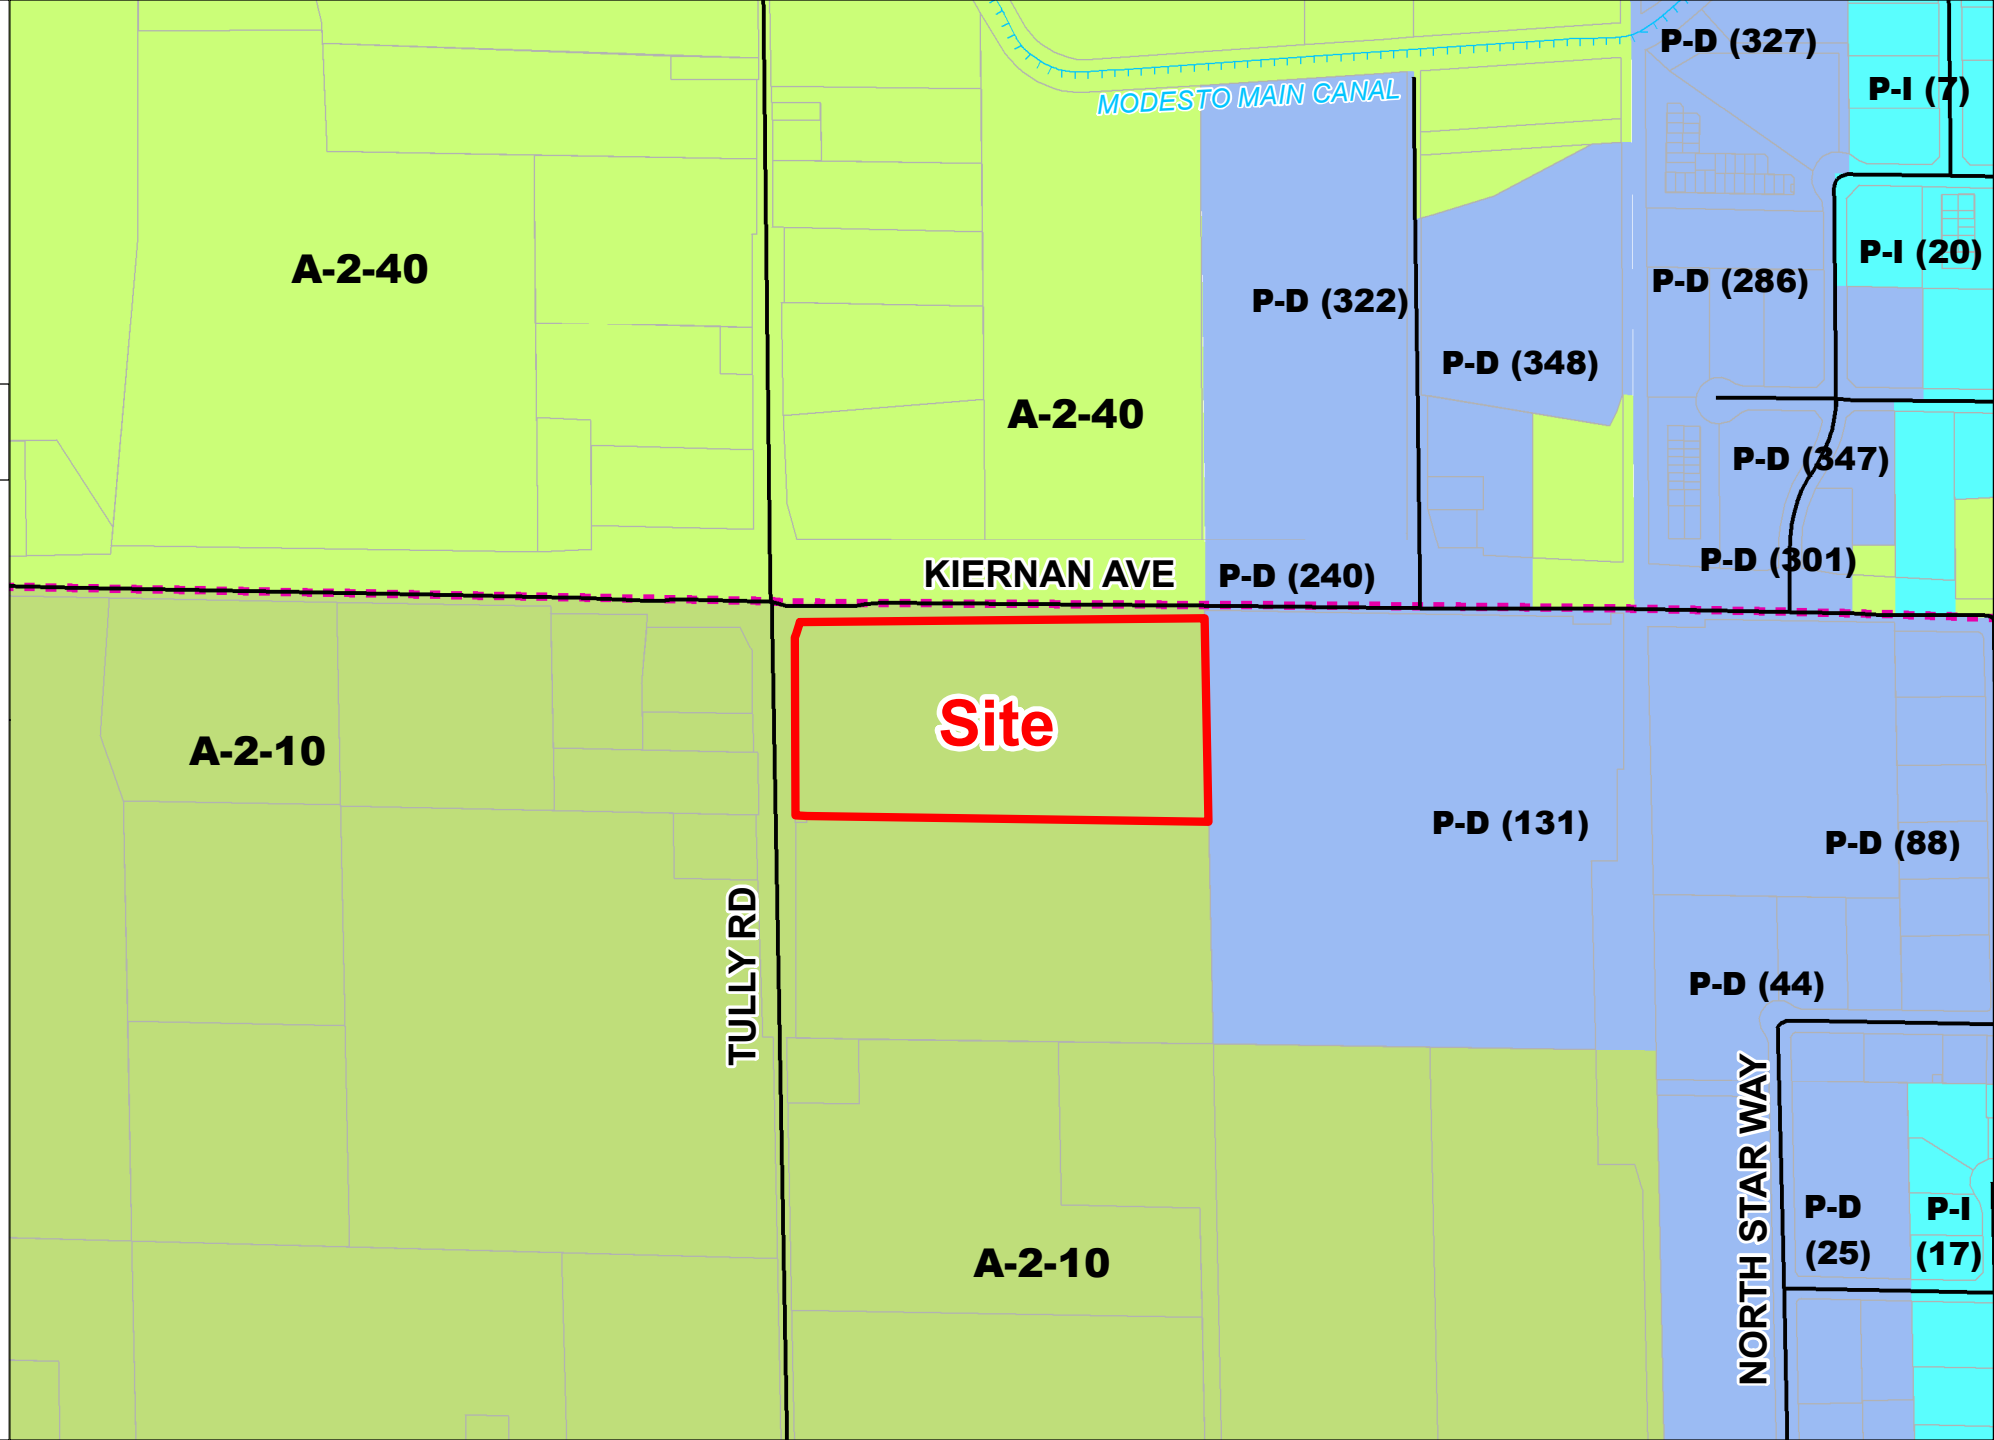 P-D (327)
P-I (7)
MODESTO MAIN CANAL
P-I (20)
A-2-40
P-D (286)
P-D (322)
P-D (348)
A-2-40
P-D (347)
P-D (301)
KIERNAN AVE
P-D (240)
Site
A-2-10
P-D (131)
P-D (88)
TULLY RD
P-D (44)
NORTH STAR WAY
P-D
(25)
P-I
(17)
A-2-10